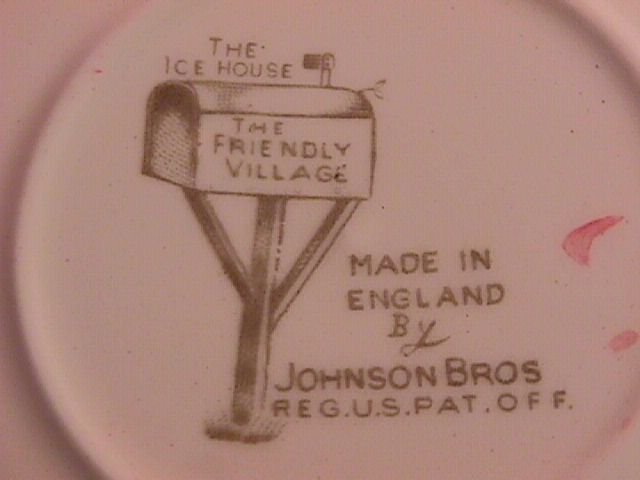 THE
ICE HOUSE
THE
FRIENDLY
VILLAGE
MADE IN
ENGLAND
By
JOHNSON BROS
REG.U.S.PAT.OFF.